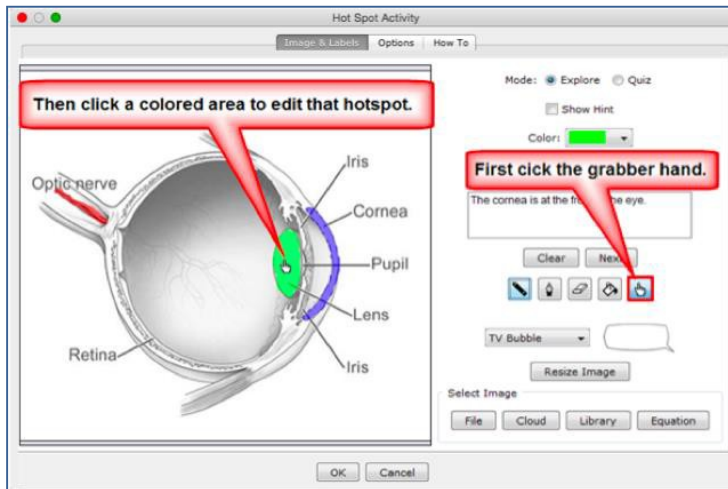 Hot Spot Activity
Image & Labels Options How To
Then click a colored area to edit that hotspot.
Optic nerve
Iris
Cornea
Pupil
Lens
Iris
Retina
Mode: Explore Quiz
Show Hint
Color:
First cick the grabber hand.
The cornea is at the fr the eye.
Clear Nex
TV Bubble
Resize Image
Select Image
File Cloud Library Equation
OK Cancel